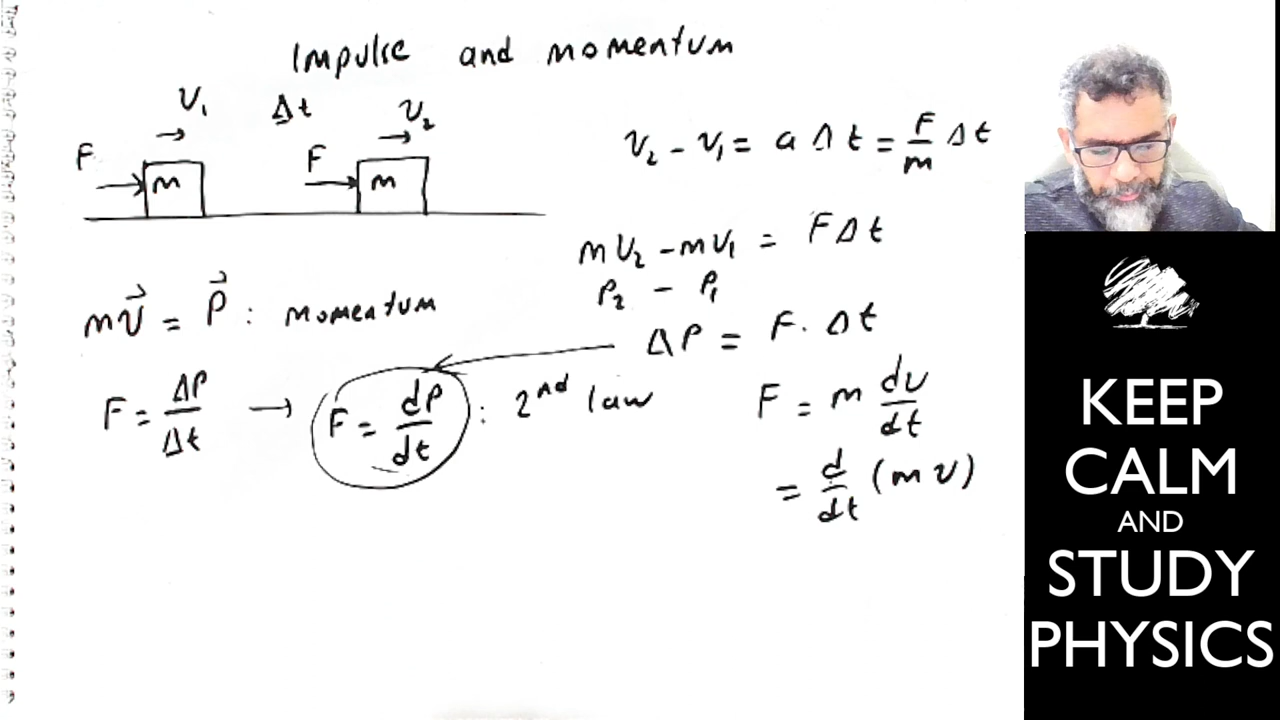 Impulse and momentum
v₁ Δt v₂
F m F m
v₂ - v₁ = a Δt = F/m Δt
mv₂ - mv₁ = FΔt
P₂ - P₁
mv⃗ = P⃗ : momentum
ΔP = F. Δt
F = ΔP/Δt → F = dP/dt : 2nd law
F = m dv/dt
= d/dt (m v)
KEEP
CALM
AND
STUDY
PHYSICS